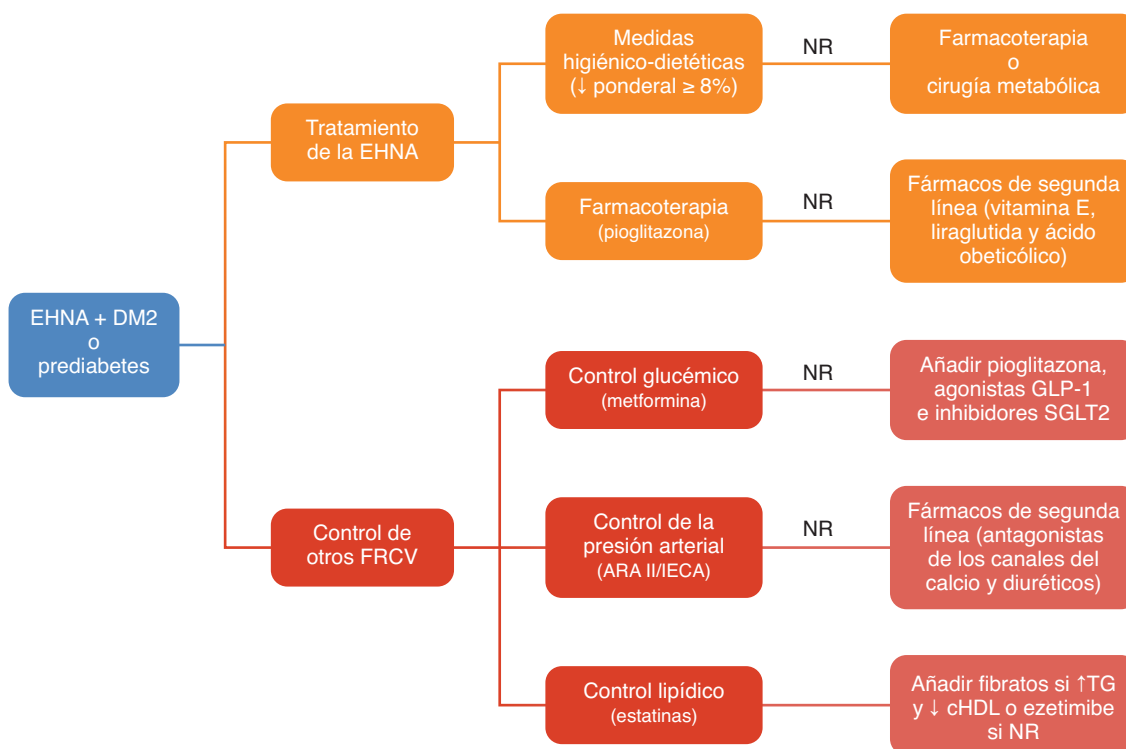 Medidas
higiénico-dietéticas
(↓ ponderal ≥ 8%)
NR
Farmacoterapia
o
cirugía metabólica
Tratamiento
de la EHNA
Farmacoterapia
(pioglitazona)
NR
Fármacos de segunda
línea (vitamina E,
liraglutida y ácido
obeticólico)
EHNA + DM2
o
prediabetes
Control glucémico
(metformina)
NR
Añadir pioglitazona,
agonistas GLP-1
e inhibidores SGLT2
Control de
otros FRCV
Control de la
presión arterial
(ARA II/IECA)
NR
Fármacos de segunda
línea (antagonistas
de los canales del
calcio y diuréticos)
Control lipídico
(estatinas)
Añadir fibratos si ↑TG
y ↓ cHDL o ezetimibe
si NR